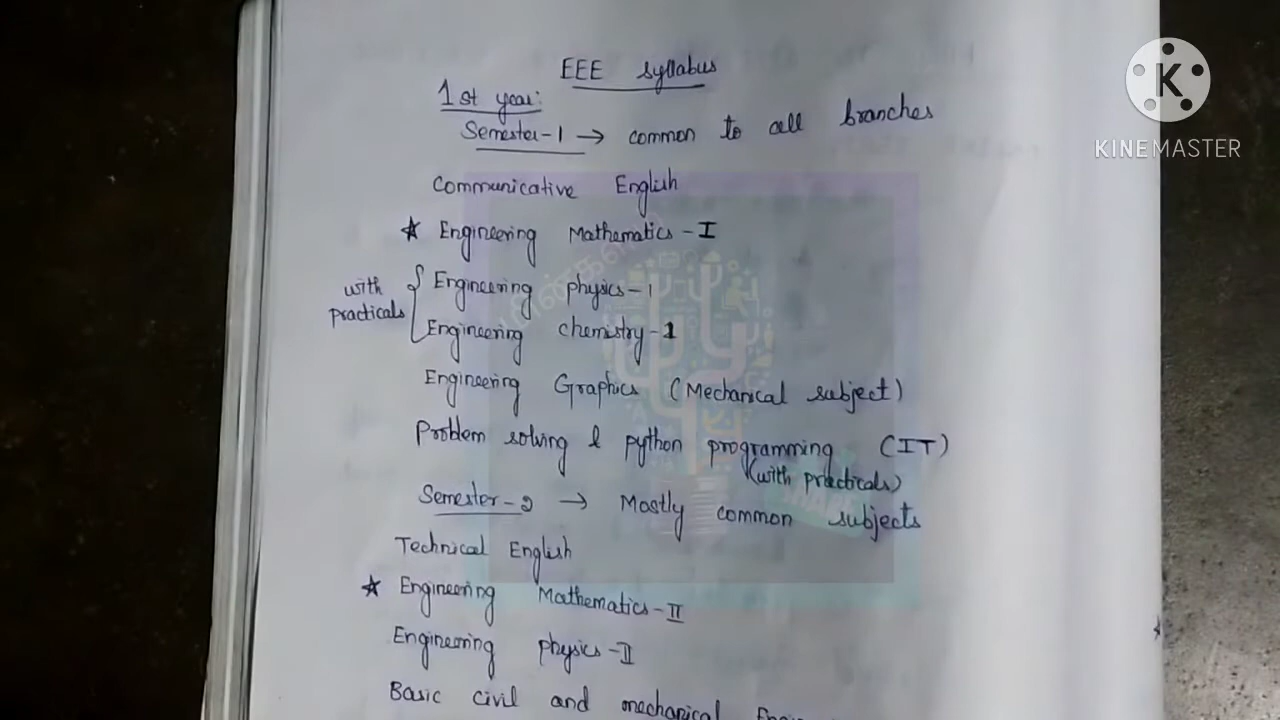 EEE syllabus
1st year:
Semester-1 → common to all branches
Communicative English
☆ Engineering Mathematics - I
with practicals { Engineering physics-1
Engineering chemistry-1
Engineering Graphics (Mechanical subject)
Problem solving & python programming (IT)
(with practicals)
Semester-2 → Mostly common subjects
Technical English
☆ Engineering Mathematics-II
Engineering physics-II
Basic civil and mechanical
K
KINEMASTER